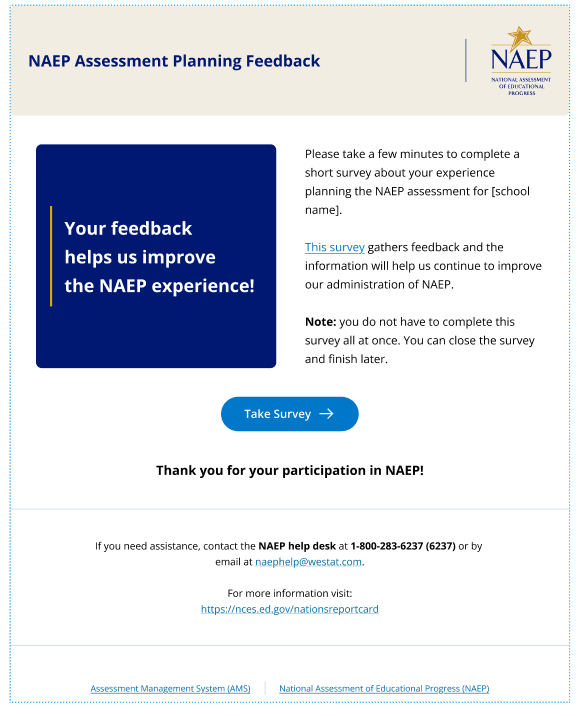 NAEP Assessment Planning Feedback
NAEP
NATIONAL ASSESSMENT
OF EDUCATIONAL
PROGRESS
Your feedback
helps us improve
the NAEP experience!
Please take a few minutes to complete a
short survey about your experience
planning the NAEP assessment for [school
name].
This survey gathers feedback and the
information will help us continue to improve
our administration of NAEP.
Note: you do not have to complete this
survey all at once. You can close the survey
and finish later.
Take Survey →
Thank you for your participation in NAEP!
If you need assistance, contact the NAEP help desk at 1-800-283-6237 (6237) or by
email at naephelp@westat.com.
For more information visit:
https://nces.ed.gov/nationsreportcard
Assessment Management System (AMS)
National Assessment of Educational Progress (NAEP)